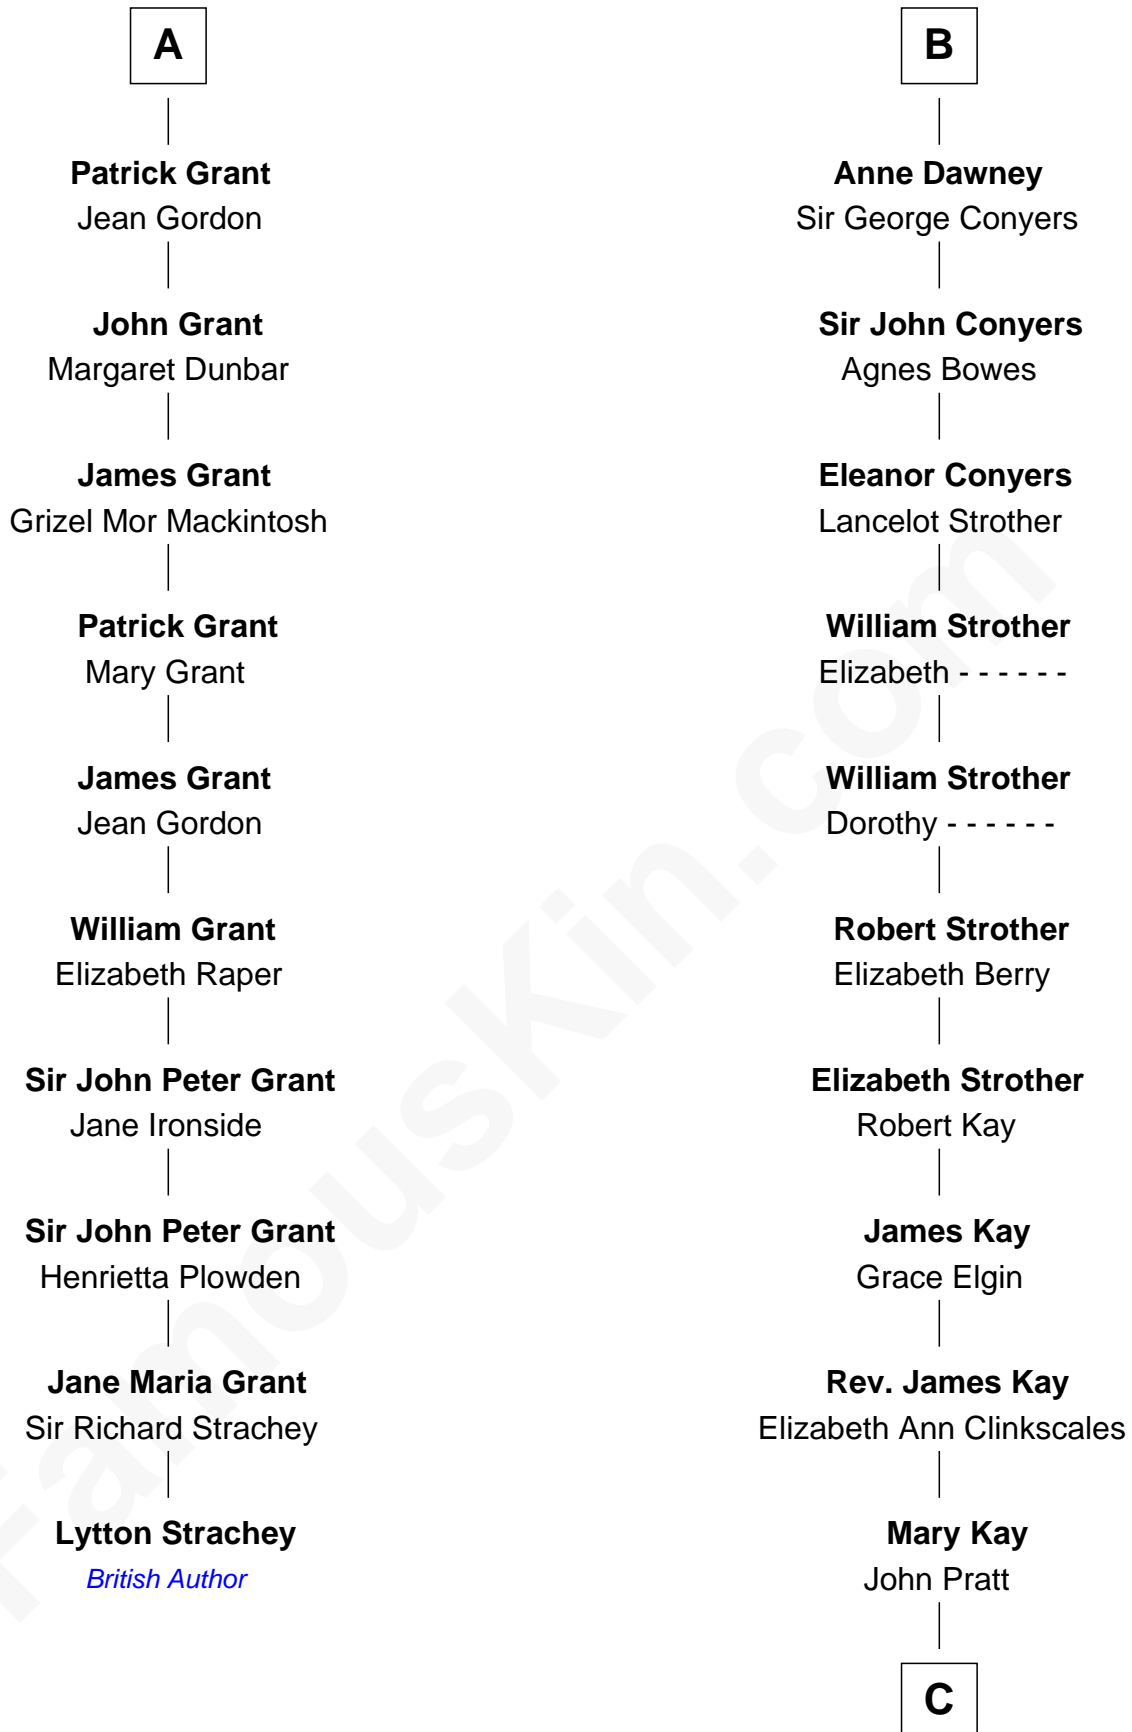 A
Patrick Grant
Jean Gordon
John Grant
Margaret Dunbar
James Grant
Grizel Mor Mackintosh
Patrick Grant
Mary Grant
James Grant
Jean Gordon
William Grant
Elizabeth Raper
Sir John Peter Grant
Jane Ironside
Sir John Peter Grant
Henrietta Plowden
Jane Maria Grant
Sir Richard Strachey
Lytton Strachey
British Author
B
Anne Dawney
Sir George Conyers
Sir John Conyers
Agnes Bowes
Eleanor Conyers
Lancelot Strother
William Strother
Elizabeth - - - - - -
William Strother
Dorothy - - - - - -
Robert Strother
Elizabeth Berry
Elizabeth Strother
Robert Kay
James Kay
Grace Elgin
Rev. James Kay
Elizabeth Ann Clinkscales
Mary Kay
John Pratt
C
FamousKin.com